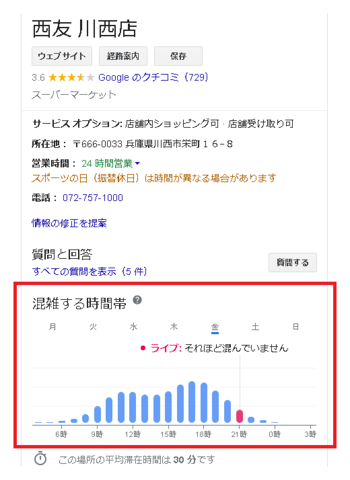 西友 川西店
ウェブサイト 経路案内 保存
3.6 ★★★★★ Google のクチコミ（729）
スーパーマーケット
サービス オプション: 店舗内ショッピング可 · 店舗受け取り可
所在地： 〒666-0033 兵庫県川西市栄町１６−８
営業時間： 24 時間営業
スポーツの日（振替休日）は時間が異なる場合があります
電話： 072-757-1000
情報の修正を提案
質問と回答
すべての質問を表示（5 件）
質問する
混雑する時間帯 ?
月 火 水 木 金 土 日
ライブ: それほど混んでいません
6時 9時 12時 15時 18時 21時 0時 3時
この場所の平均滞在時間は 30 分です